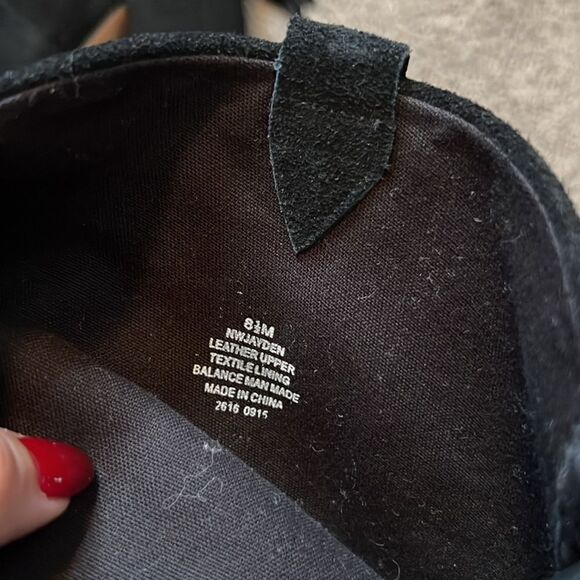 8½M
NWJAYDEN
LEATHER UPPER
TEXTILE LINING
BALANCE MAN MADE
MADE IN CHINA
2616 0915